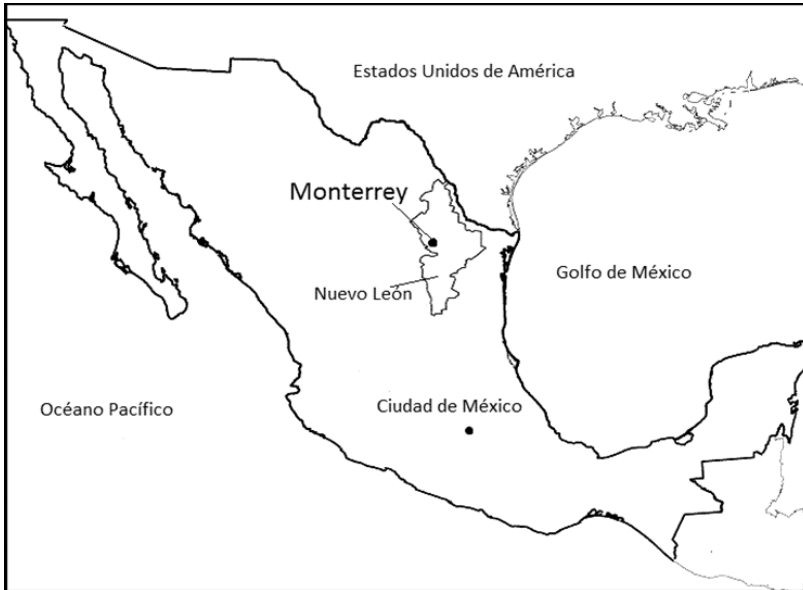 Estados Unidos de América
Monterrey
Nuevo León
Golfo de México
Océano Pacífico
Ciudad de México